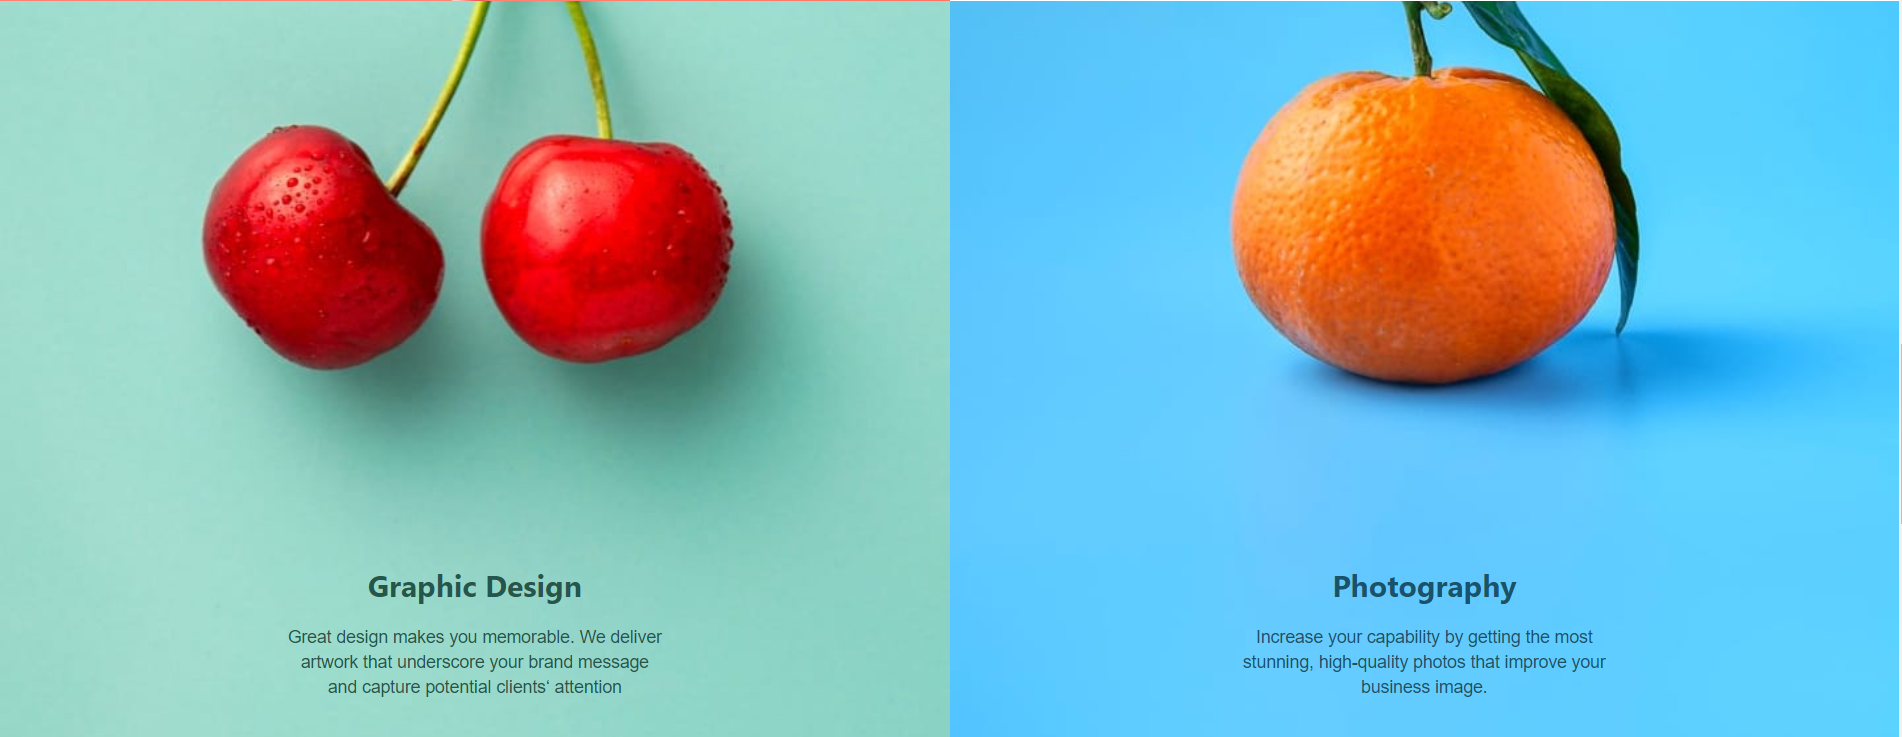 Graphic Design
Great design makes you memorable. We deliver
artwork that underscore your brand message
and capture potential clients‘ attention
Photography
Increase your capability by getting the most
stunning, high-quality photos that improve your
business image.